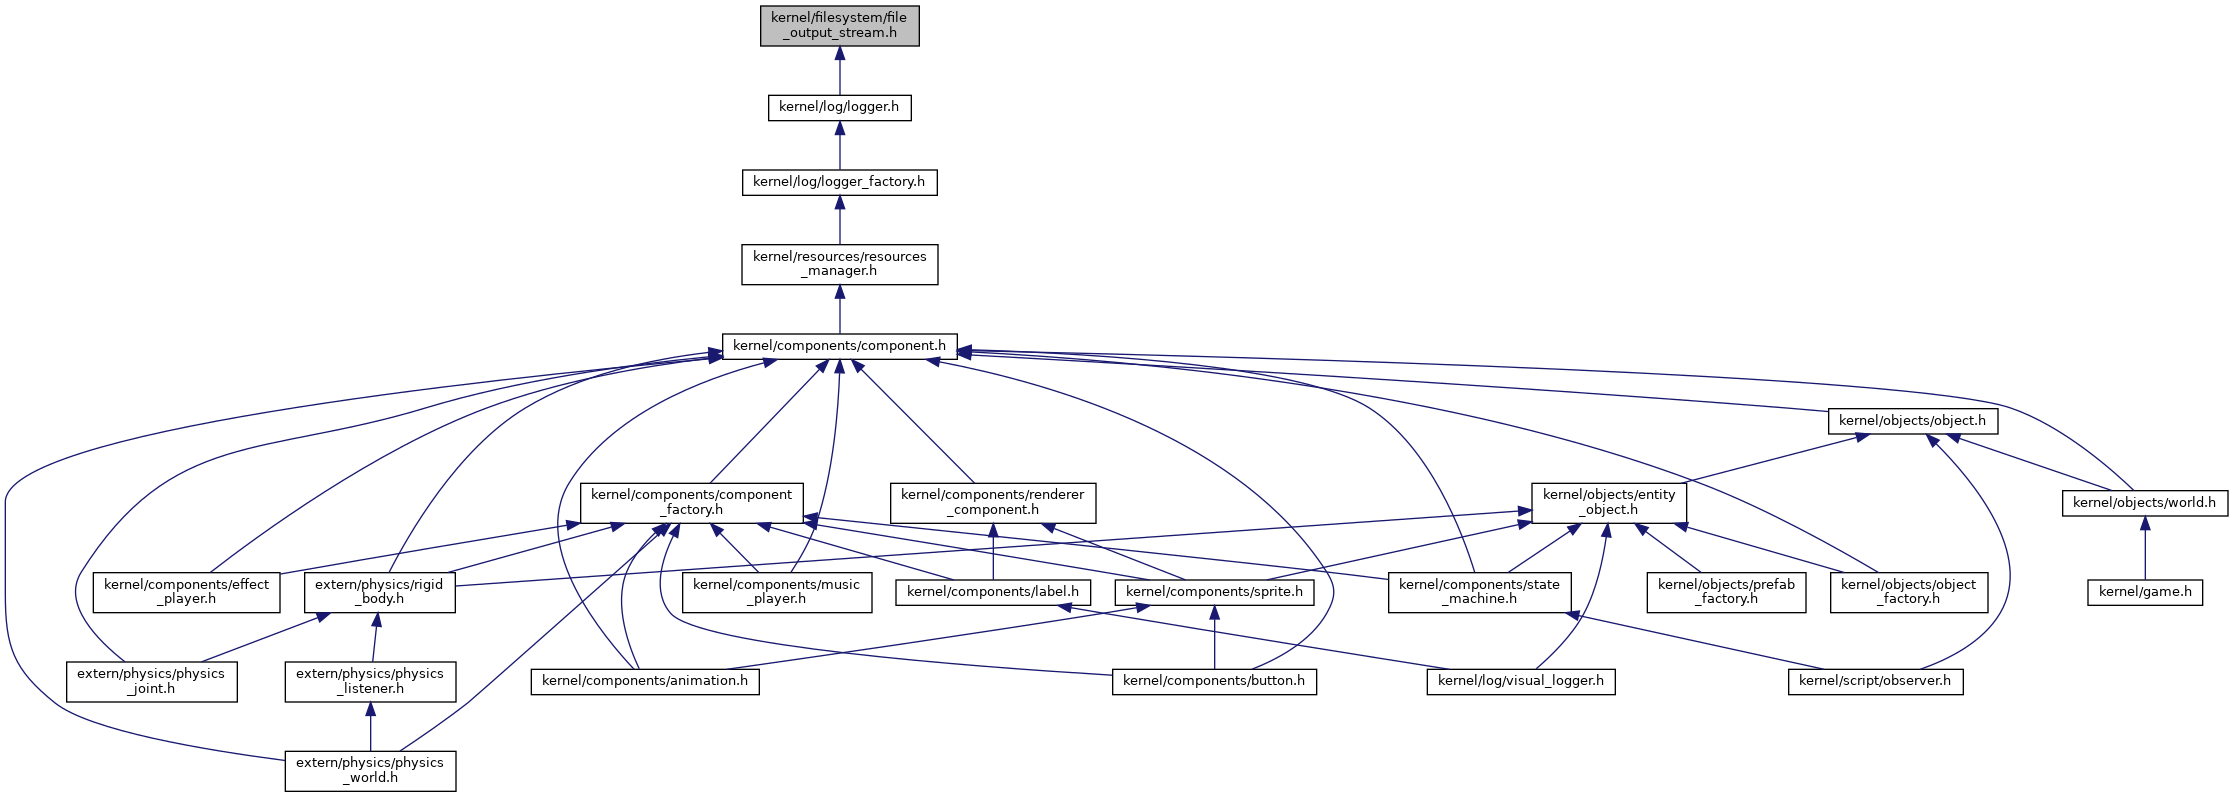 kernel/filesystem/file
_output_stream.h
kernel/log/logger.h
kernel/log/logger_factory.h
kernel/resources/resources
_manager.h
kernel/components/component.h
kernel/objects/object.h
kernel/components/component
_factory.h
kernel/components/renderer
_component.h
kernel/objects/entity
_object.h
kernel/objects/world.h
kernel/components/effect
_player.h
extern/physics/rigid
_body.h
kernel/components/music
_player.h
kernel/components/label.h
kernel/components/sprite.h
kernel/components/state
_machine.h
kernel/objects/prefab
_factory.h
kernel/objects/object
_factory.h
kernel/game.h
extern/physics/physics
_joint.h
extern/physics/physics
_listener.h
kernel/components/animation.h
kernel/components/button.h
kernel/log/visual_logger.h
kernel/script/observer.h
extern/physics/physics
_world.h